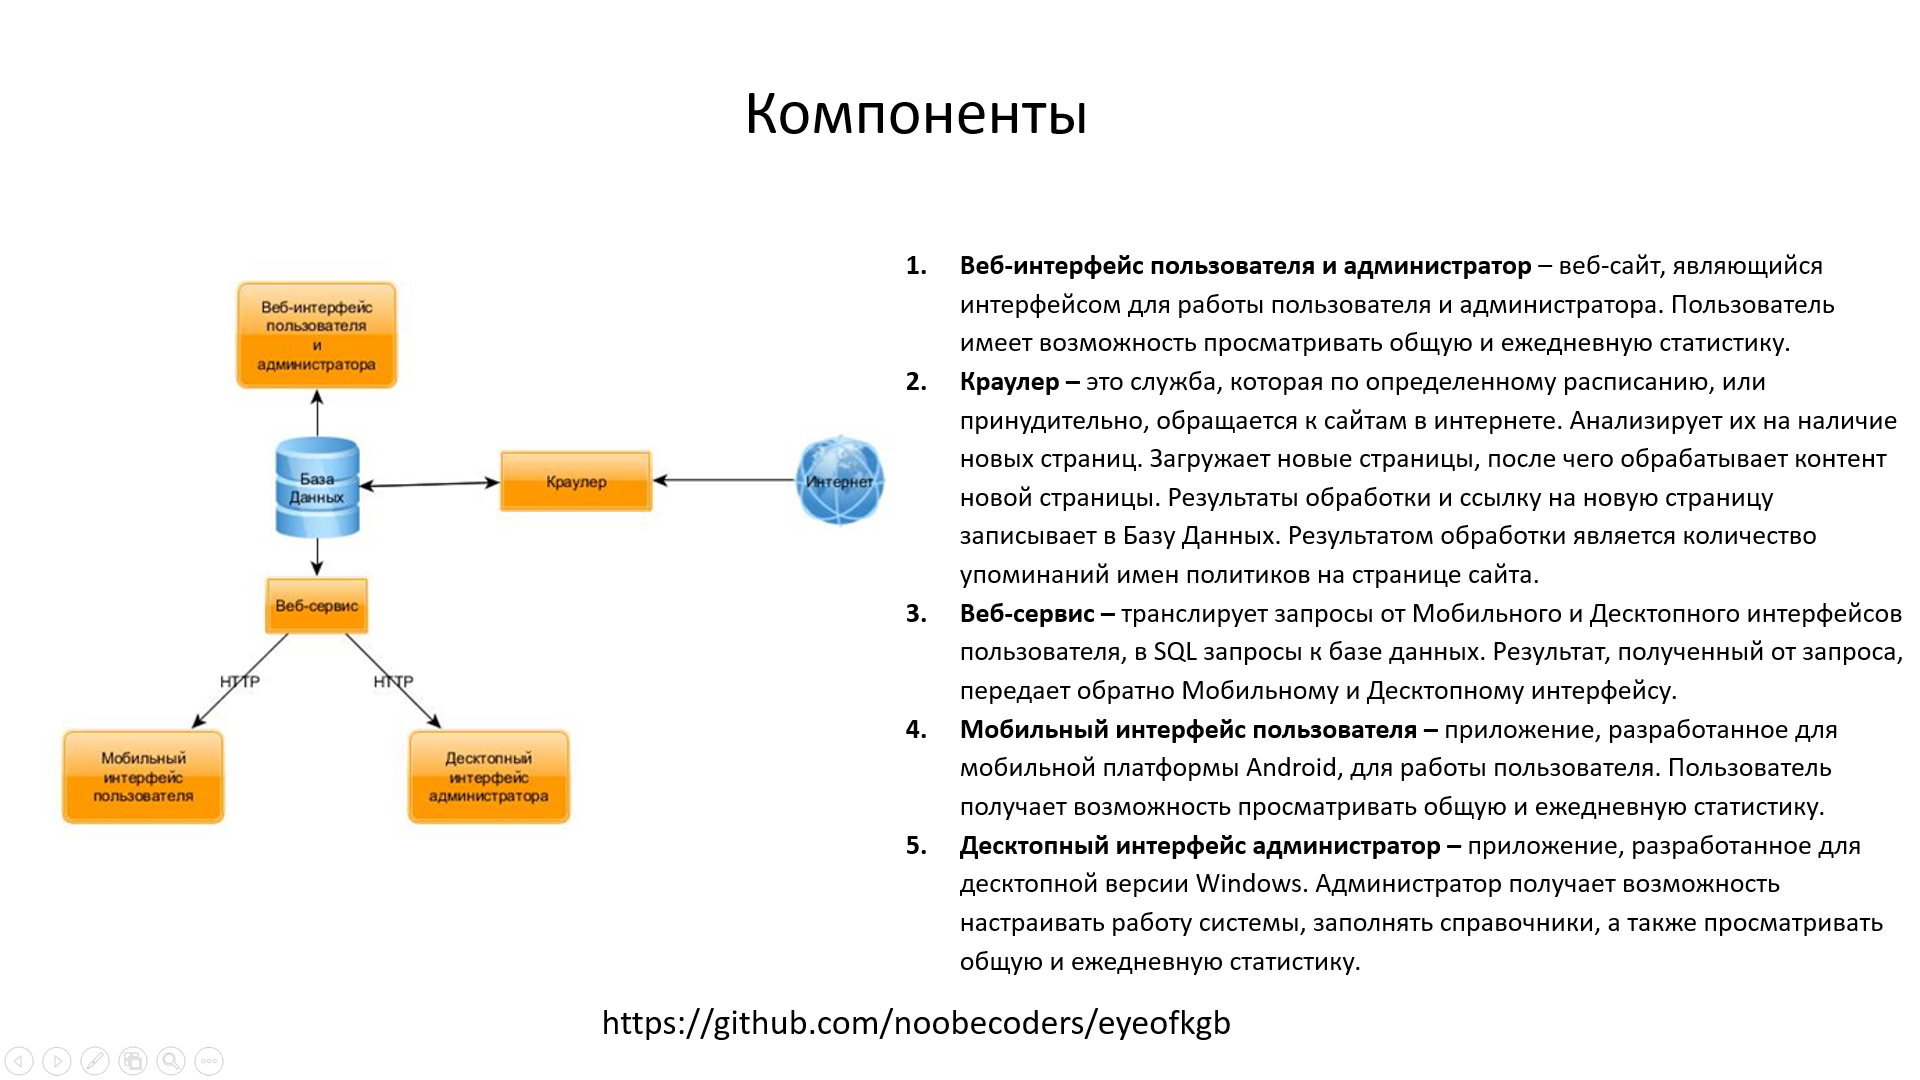 Компоненты
Веб-интерфейс
пользователя
и
администратора
База
Данных
Краулер
Интернет
Веб-сервис
HTTP
HTTP
Мобильный
интерфейс
пользователя
Десктопный
интерфейс
администратора
1. Веб-интерфейс пользователя и администратор – веб-сайт, являющийся
интерфейсом для работы пользователя и администратора. Пользователь
имеет возможность просматривать общую и ежедневную статистику.
2. Краулер – это служба, которая по определенному расписанию, или
принудительно, обращается к сайтам в интернете. Анализирует их на наличие
новых страниц. Загружает новые страницы, после чего обрабатывает контент
новой страницы. Результаты обработки и ссылку на новую страницу
записывает в Базу Данных. Результатом обработки является количество
упоминаний имен политиков на странице сайта.
3. Веб-сервис – транслирует запросы от Мобильного и Десктопного интерфейсов
пользователя, в SQL запросы к базе данных. Результат, полученный от запроса,
передает обратно Мобильному и Десктопному интерфейсу.
4. Мобильный интерфейс пользователя – приложение, разработанное для
мобильной платформы Android, для работы пользователя. Пользователь
получает возможность просматривать общую и ежедневную статистику.
5. Десктопный интерфейс администратор – приложение, разработанное для
десктопной версии Windows. Администратор получает возможность
настраивать работу системы, заполнять справочники, а также просматривать
общую и ежедневную статистику.
https://github.com/noobecoders/eyeofkgb